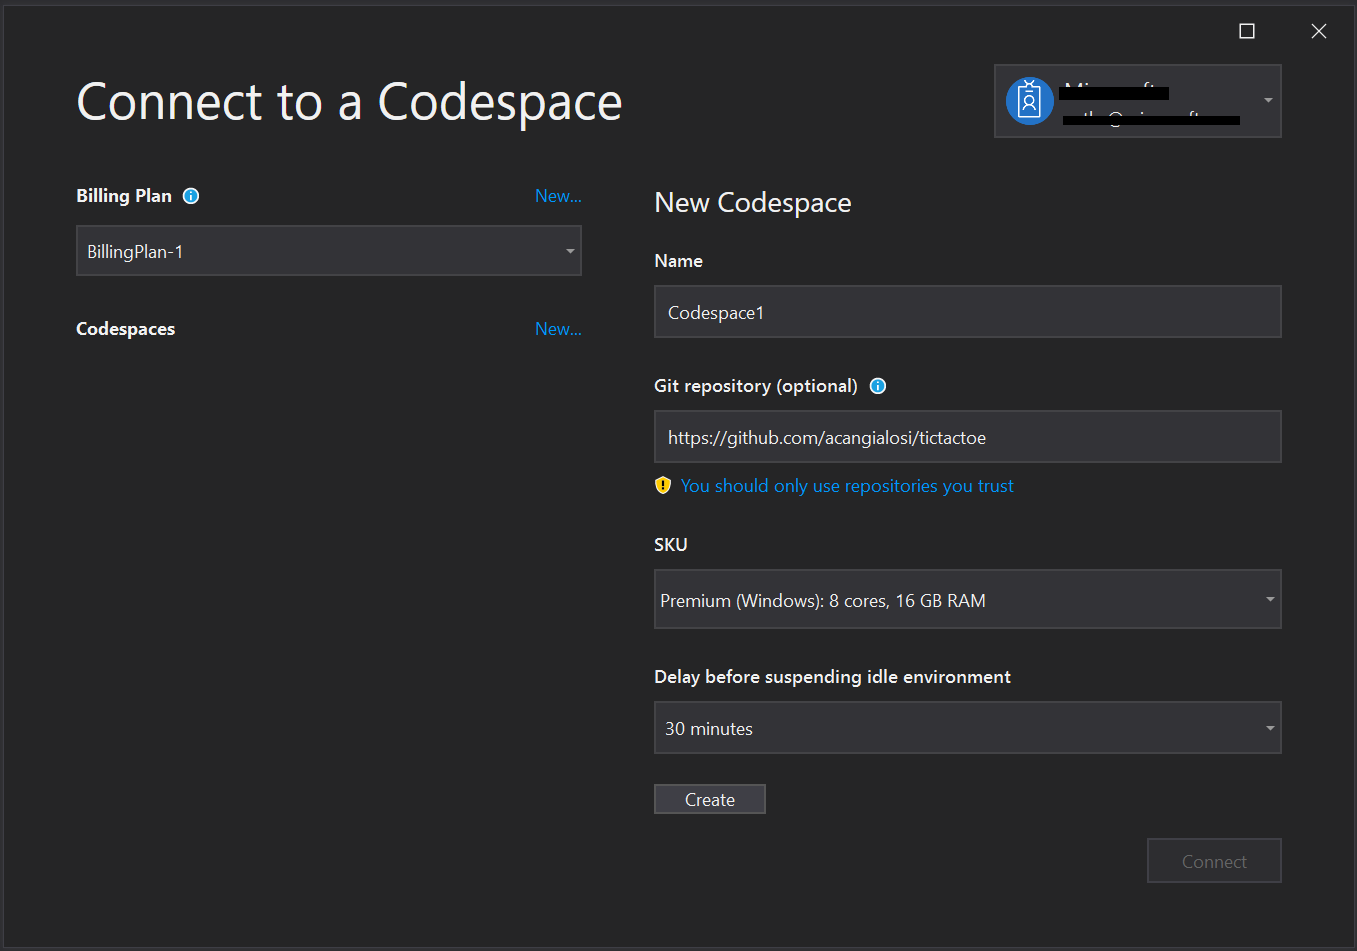 Connect to a Codespace
Billing Plan
New...
BillingPlan-1
Codespaces
New...
New Codespace
Name
Codespace1
Git repository (optional)
https://github.com/acangialosi/tictactoe
You should only use repositories you trust
SKU
Premium (Windows): 8 cores, 16 GB RAM
Delay before suspending idle environment
30 minutes
Create
Connect